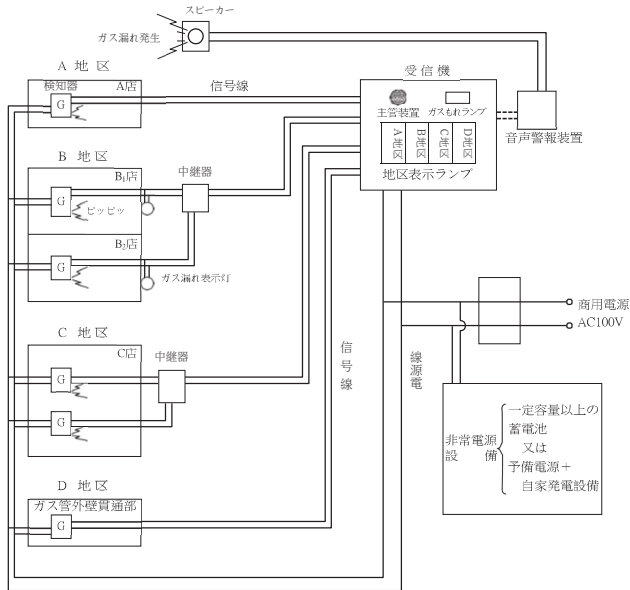 スピーカー
ガス漏れ発生
受信機
A 地 区
検知器
A店
G
信号線
主管装置
ガスもれランプ
A地区
B地区
C地区
D地区
地区表示ランプ
音声警報装置
B 地 区
B1店
中継器
G
ピッピッ
B2店
G
ガス漏れ表示灯
C 地 区
C店
中継器
G
G
信号線
線源電
商用電源
AC100V
非常電源
設　　備
一定容量以上の
蓄電池
又は
予備電源＋
自家発電設備
D 地 区
ガス管外壁貫通部
G